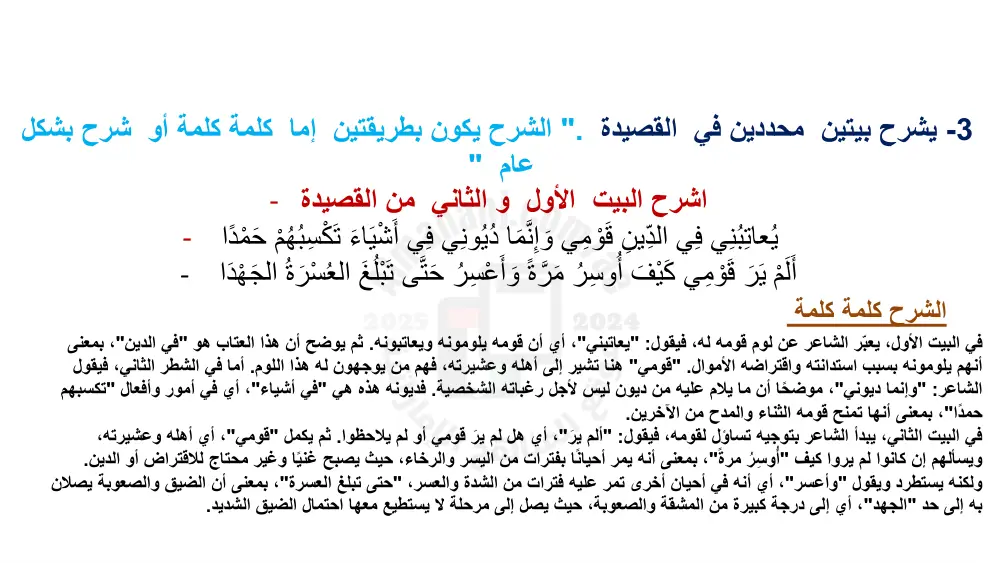 3- يشرح بيتين محددين في القصيدة ." الشرح يكون بطريقتين إما كلمة كلمة أو شرح بشكل
عام "
- اشرح البيت الأول و الثاني من القصيدة
- يُعاتِبُنِي فِي الدِّينِ قَوْمِي وَإِنَّمَا دُيُونِي فِي أَشْيَاءَ تَكْسِبُهُمْ حَمْدًا
- أَلَمْ يَرَ قَوْمِي كَيْفَ أُوسِرُ مَرَّةً وَأَعْسِرُ حَتَّى تَبْلُغَ العُسْرَةُ الجَهْدَا
الشرح كلمة كلمة
في البيت الأول، يعبّر الشاعر عن لوم قومه له، فيقول: "يعاتبني"، أي أن قومه يلومونه ويعاتبونه. ثم يوضح أن هذا العتاب هو "في الدين"، بمعنى
أنهم يلومونه بسبب استدانته واقتراضه الأموال. "قومي" هنا تشير إلى أهله وعشيرته، فهم من يوجهون له هذا اللوم. أما في الشطر الثاني، فيقول
الشاعر: "وإنما ديوني"، موضحًا أن ما يلام عليه من ديون ليس لأجل رغباته الشخصية. فديونه هذه هي "في أشياء"، أي في أمور وأفعال "تكسبهم
حمدًا"، بمعنى أنها تمنح قومه الثناء والمدح من الآخرين.
في البيت الثاني، يبدأ الشاعر بتوجيه تساؤل لقومه، فيقول: "ألم يرَ"، أي هل لم يرَ قومي أو لم يلاحظوا. ثم يكمل "قومي"، أي أهله وعشيرته،
ويسألهم إن كانوا لم يروا كيف "أُوسِرُ مرةً"، بمعنى أنه يمر أحيانًا بفترات من اليسر والرخاء، حيث يصبح غنيًا وغير محتاج للاقتراض أو الدين.
ولكنه يستطرد ويقول "وأعسر"، أي أنه في أحيان أخرى تمر عليه فترات من الشدة والعسر، "حتى تبلغ العسرة"، بمعنى أن الضيق والصعوبة يصلان
به إلى حد "الجهد"، أي إلى درجة كبيرة من المشقة والصعوبة، حيث يصل إلى مرحلة لا يستطيع معها احتمال الضيق الشديد.
2025 2024